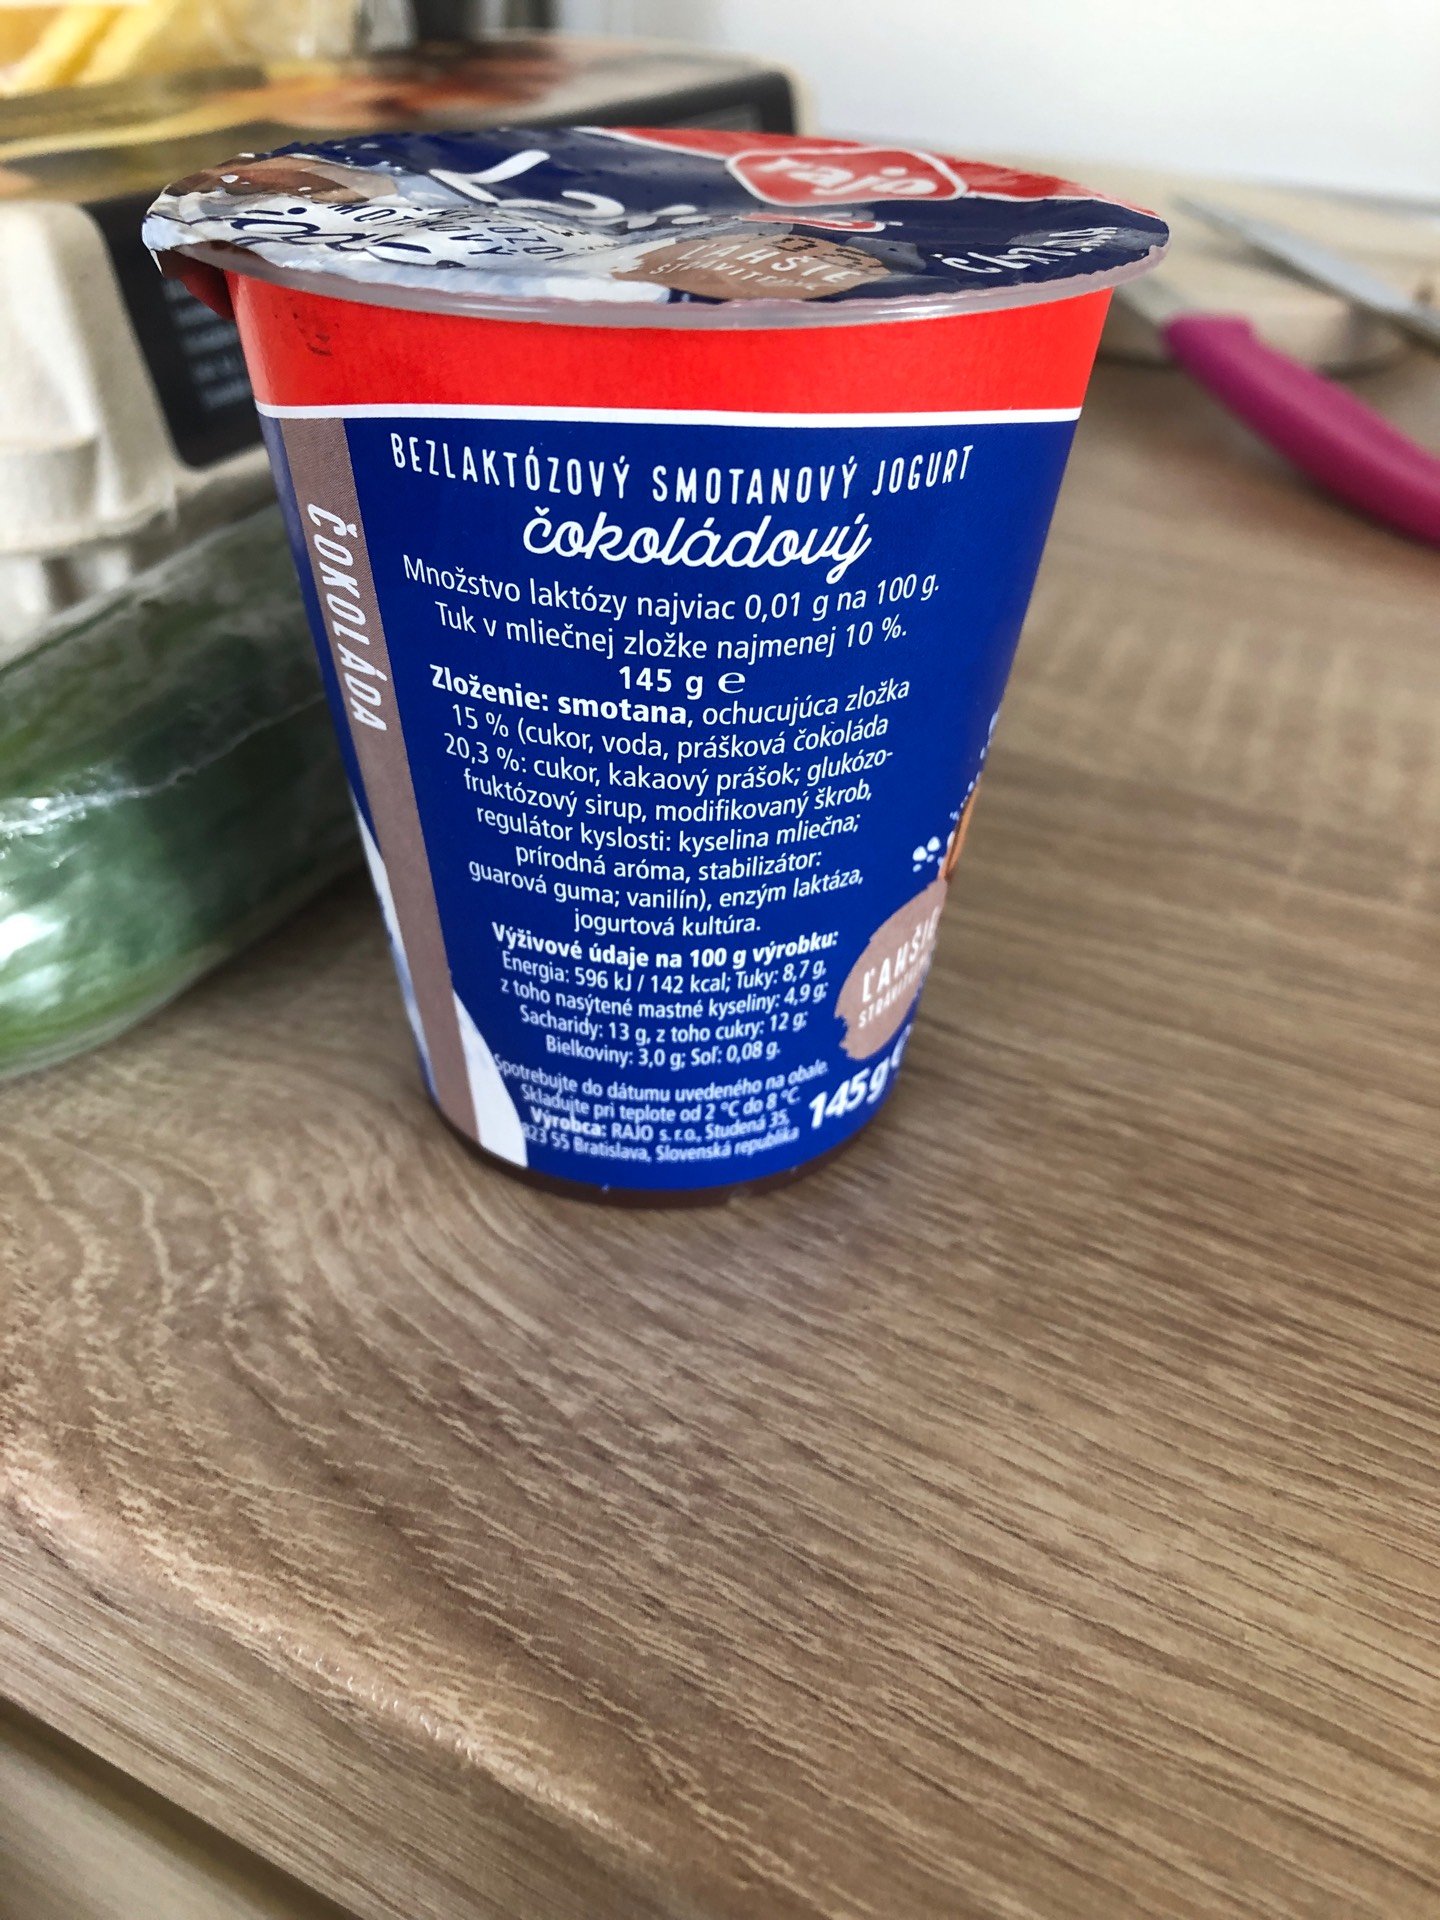 rajo
SMOTANOVÝ
ĽAHŠIE
BEZLAKTÓZOVÝ SMOTANOVÝ JOGURT
čokoládový
Množstvo laktózy najviac 0,01 g na 100 g.
Tuk v mliečnej zložke najmenej 10 %.
145 g ℮
Zloženie: smotana, ochucujúca zložka
15 % (cukor, voda, prášková čokoláda
20,3 %: cukor, kakaový prášok; glukózo-
fruktózový sirup, modifikovaný škrob,
regulátor kyslosti: kyselina mliečna;
prírodná aróma, stabilizátor:
guarová guma; vanilín), enzým laktáza,
jogurtová kultúra.
Výživové údaje na 100 g výrobku:
Energia: 596 kJ / 142 kcal; Tuky: 8,7 g,
z toho nasýtené mastné kyseliny: 4,9 g;
Sacharidy: 13 g, z toho cukry: 12 g;
Bielkoviny: 3,0 g; Soľ: 0,08 g.
Spotrebujte do dátumu uvedeného na obale.
Skladujte pri teplote od 2 °C do 8 °C.
Výrobca: RAJO s.r.o., Studená 35,
823 55 Bratislava, Slovenská republika
ČOKOLÁDA
ĽAHŠIE
145 g